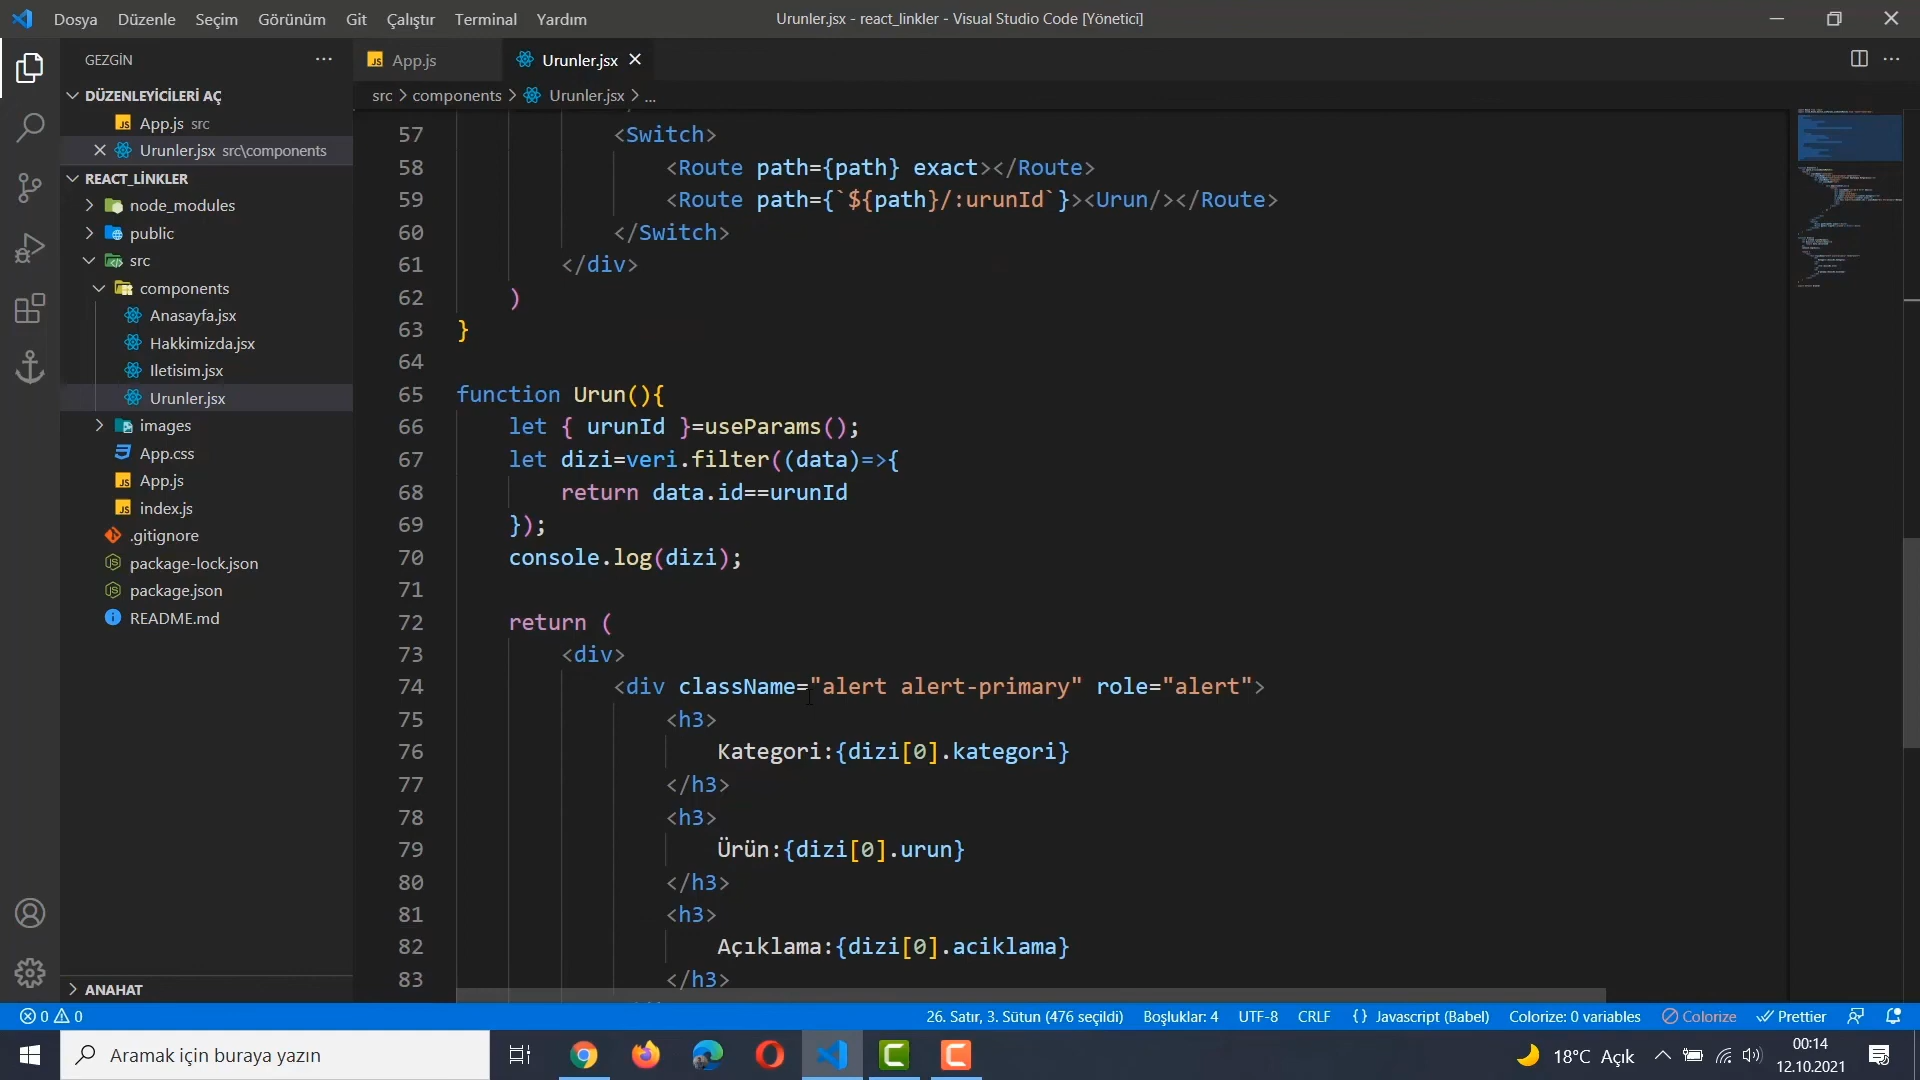 Dosya Düzenle Seçim Görünüm Git Çalıştır Terminal Yardım Urunler.jsx - react_linkler - Visual Studio Code [Yönetici]
GEZGİN
DÜZENLEYİCİLERİ AÇ
App.js src
Urunler.jsx src\components
REACT_LİNKLER
node_modules
public
src
components
Anasayfa.jsx
Hakkimizda.jsx
Iletisim.jsx
Urunler.jsx
images
App.css
App.js
index.js
.gitignore
package-lock.json
package.json
README.md
ANAHAT
App.js Urunler.jsx
src > components > Urunler.jsx > ...
57 <Switch>
58 <Route path={path} exact></Route>
59 <Route path={`${path}/:urunId`}><Urun/></Route>
60 </Switch>
61 </div>
62 )
63 }
64
65 function Urun(){
66 let { urunId }=useParams();
67 let dizi=veri.filter((data)=>{
68 return data.id==urunId
69 });
70 console.log(dizi);
71
72 return (
73 <div>
74 <div className="alert alert-primary" role="alert">
75 <h3>
76 Kategori:{dizi[0].kategori}
77 </h3>
78 <h3>
79 Ürün:{dizi[0].urun}
80 </h3>
81 <h3>
82 Açıklama:{dizi[0].aciklama}
83 </h3>
0 0 26. Satır, 3. Sütun (476 seçildi) Boşluklar: 4 UTF-8 CRLF {} Javascript (Babel) Colorize: 0 variables Colorize Prettier
Aramak için buraya yazın 18°C Açık 00:14
12.10.2021